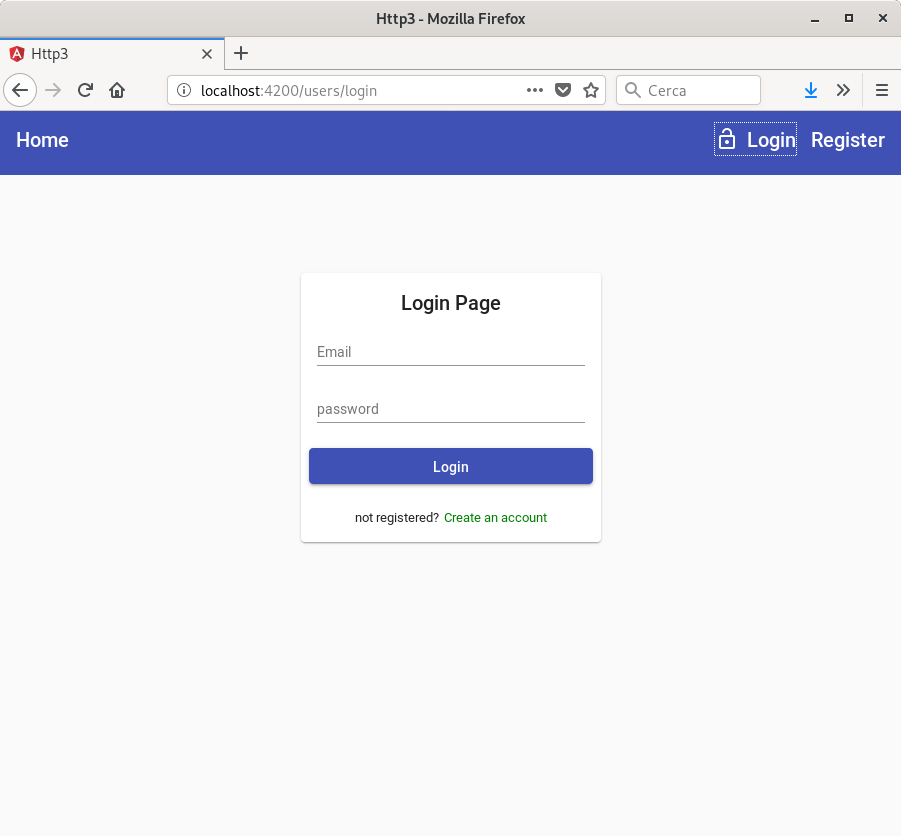 Http3 - Mozilla Firefox
Http3
localhost:4200/users/login
Cerca
Home
Login Register
Login Page
Email
password
Login
not registered? Create an account